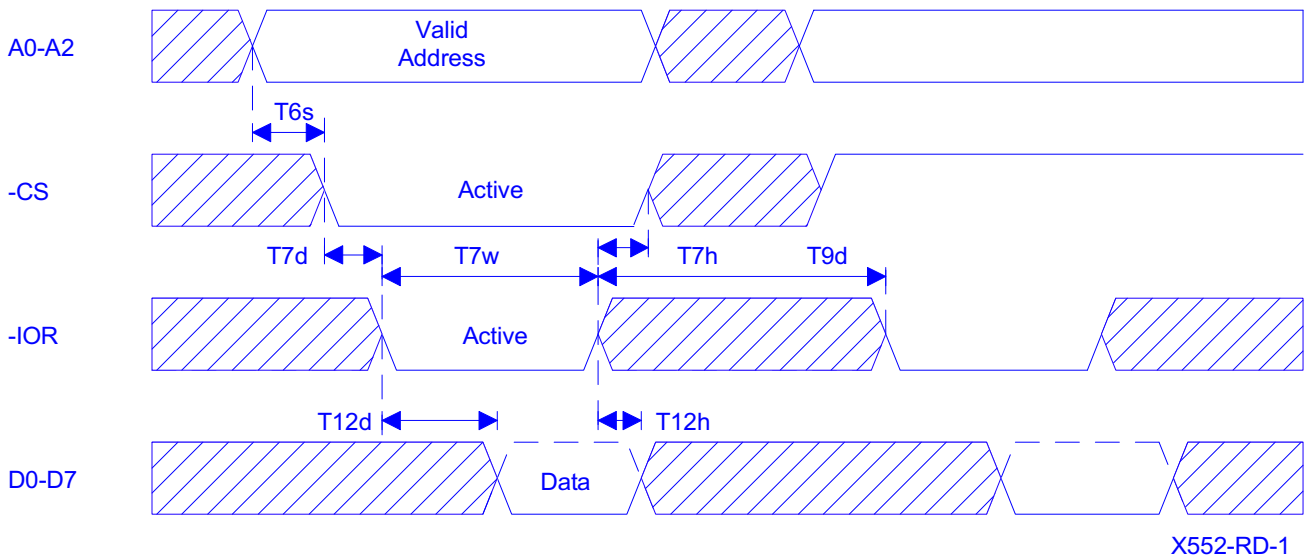 A0-A2
Valid
Address
T6s
-CS
Active
T7d
T7w
T7h
T9d
-IOR
Active
T12d
T12h
D0-D7
Data
X552-RD-1